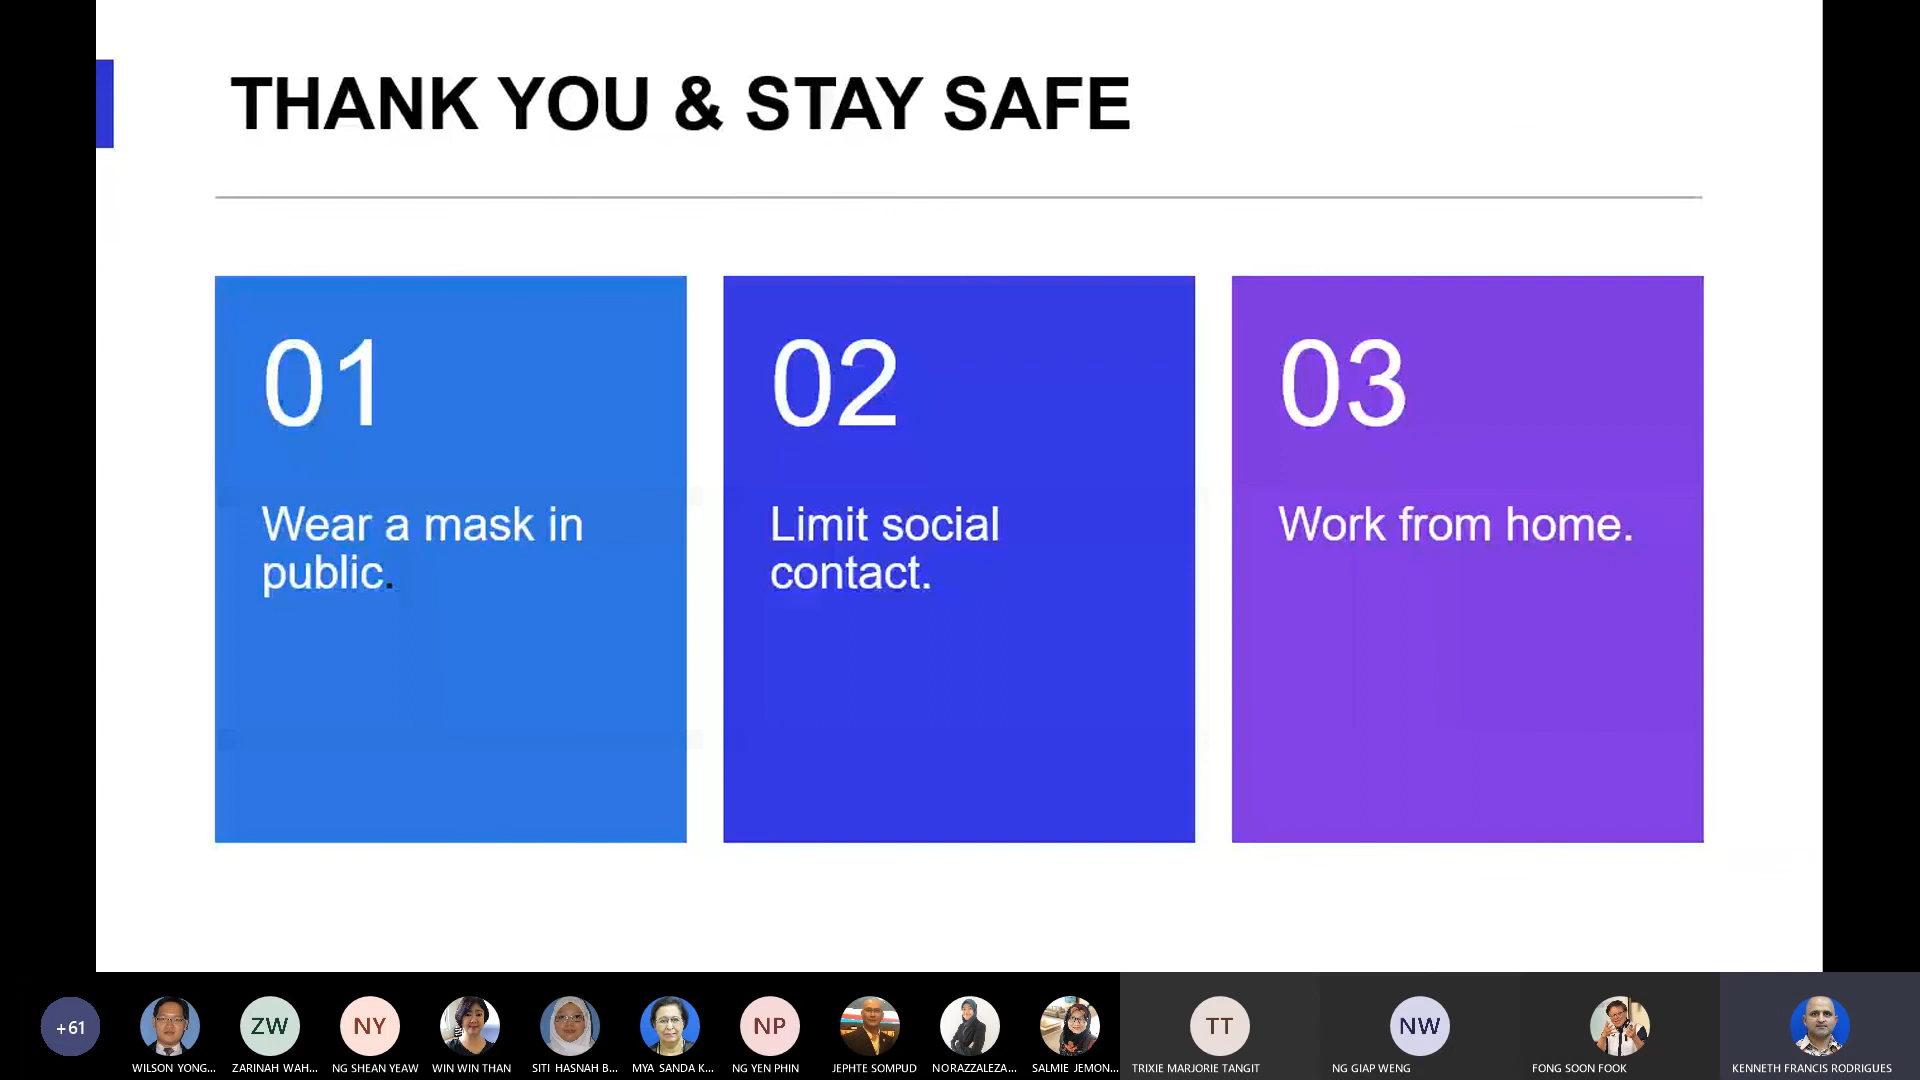 THANK YOU & STAY SAFE
01
Wear a mask in
public.
02
Limit social
contact.
03
Work from home.
+61
ZW
NY
NP
TT
NW
WILSON YONG...
ZARINAH WAH...
NG SHEAN YEAW
WIN WIN THAN
SITI HASNAH B...
MYA SANDA K...
NG YEN PHIN
JEPHTE SOMPUD
NORAZZALEZA...
SALMIE JEMON...
TRIXIE MARJORIE TANGIT
NG GIAP WENG
FONG SOON FOOK
KENNETH FRANCIS RODRIGUES